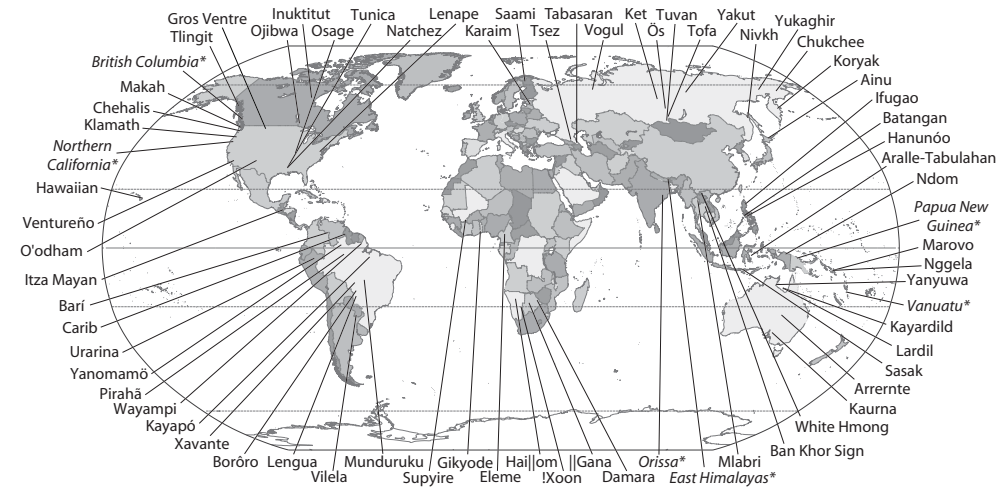 Gros Ventre
Inuktitut
Tunica
Lenape
Saami
Tabasaran
Ket
Tuvan
Yakut
Yukaghir
Tlingit
Ojibwa
Osage
Natchez
Karaim
Tsez
Vogul
Ös
Tofa
Nivkh
Chukchee
British Columbia*
Koryak
Makah
Ainu
Chehalis
Ifugao
Klamath
Batangan
Northern
California*
Hanunóo
Aralle-Tabulahan
Hawaiian
Ndom
Ventureño
Papua New
Guinea*
O'odham
Marovo
Itza Mayan
Nggela
Yanyuwa
Barí
Vanuatu*
Carib
Kayardild
Urarina
Lardil
Yanomamö
Sasak
Pirahã
Arrernte
Wayampi
Kaurna
Kayapó
White Hmong
Xavante
Ban Khor Sign
Borôro
Lengua
Munduruku
Gikyode
Hai||om
||Gana
Orissa*
Mlabri
Vilela
Supyire
Eleme
!Xoon
Damara
East Himalayas*